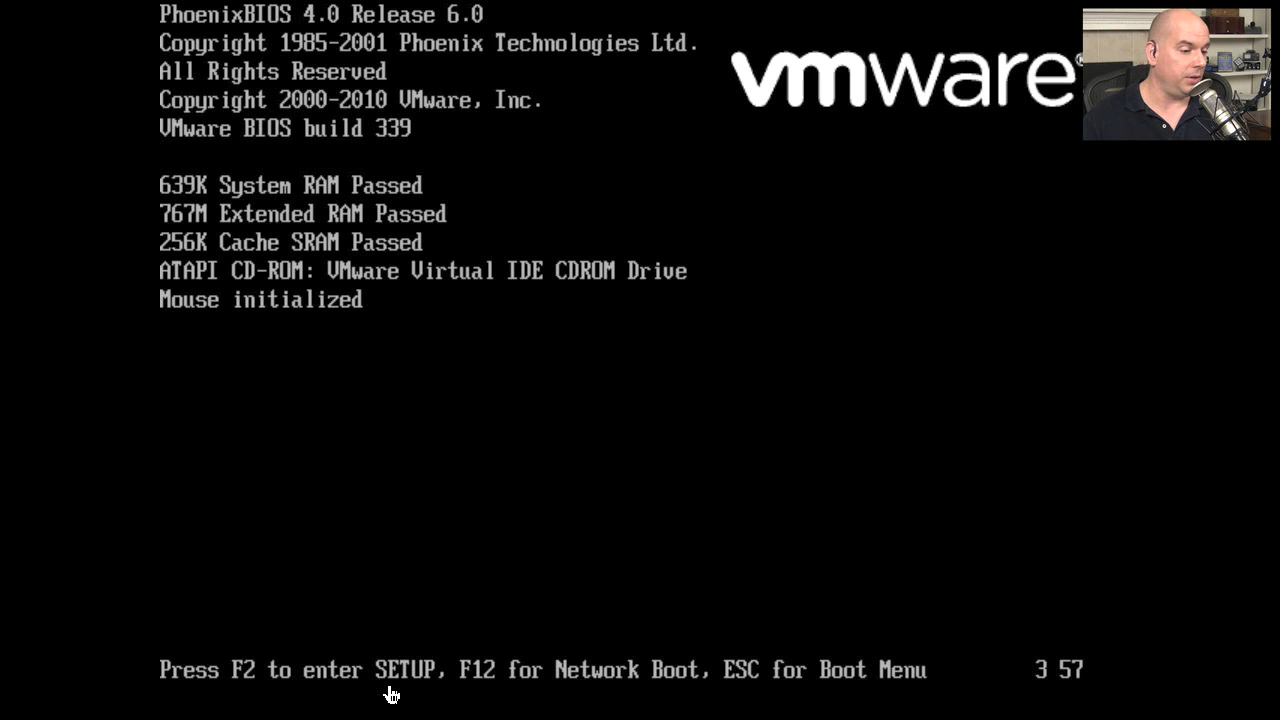 PhoenixBIOS 4.0 Release 6.0
Copyright 1985-2001 Phoenix Technologies Ltd.
All Rights Reserved
Copyright 2000-2010 VMware, Inc.
VMware BIOS build 339
vmware
639K System RAM Passed
767M Extended RAM Passed
256K Cache SRAM Passed
ATAPI CD-ROM: VMware Virtual IDE CDROM Drive
Mouse initialized
Press F2 to enter SETUP, F12 for Network Boot, ESC for Boot Menu 3 57